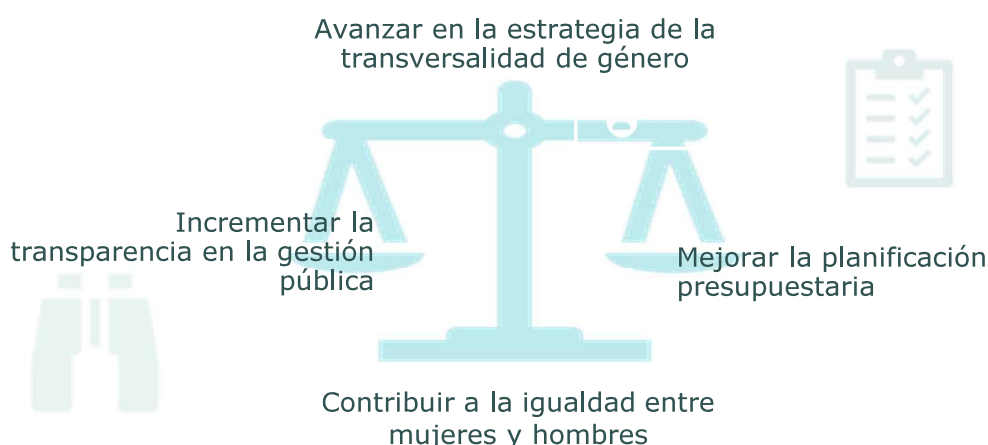 Avanzar en la estrategia de la
transversalidad de género
Incrementar la
transparencia en la gestión
pública
Mejorar la planificación
presupuestaria
Contribuir a la igualdad entre
mujeres y hombres